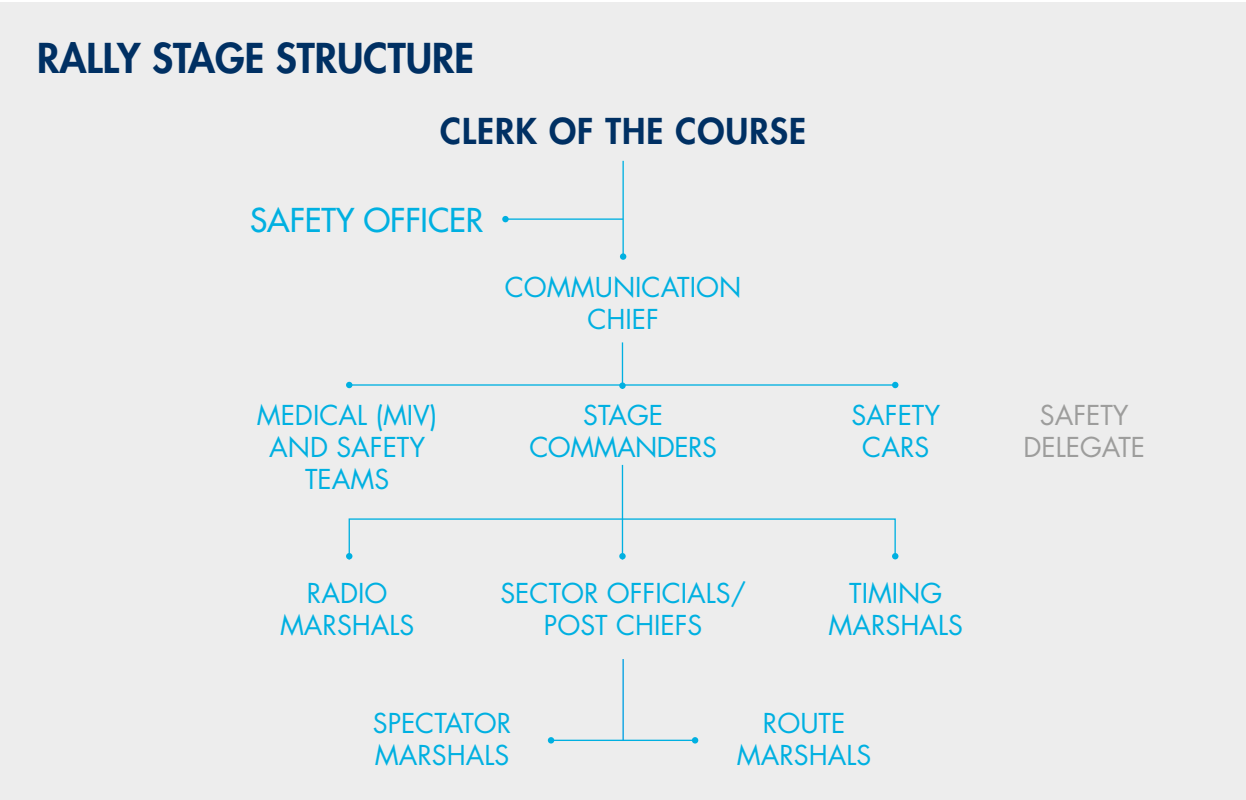 RALLY STAGE STRUCTURE
CLERK OF THE COURSE
SAFETY OFFICER
COMMUNICATION
CHIEF
MEDICAL (MIV)
AND SAFETY
TEAMS
STAGE
COMMANDERS
SAFETY
CARS
SAFETY
DELEGATE
RADIO
MARSHALS
SECTOR OFFICIALS/
POST CHIEFS
TIMING
MARSHALS
SPECTATOR
MARSHALS
ROUTE
MARSHALS